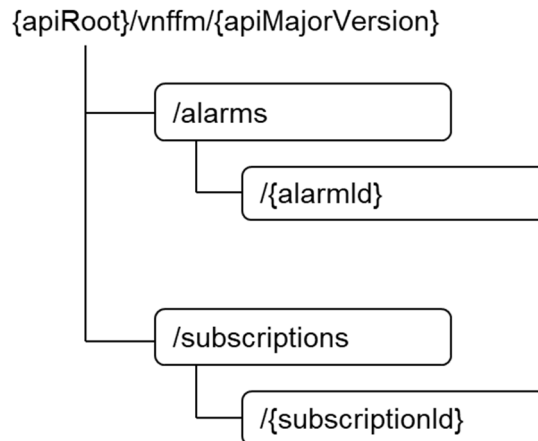 {apiRoot}/vnffm/{apiMajorVersion}
/alarms
/{alarmId}
/subscriptions
/{subscriptionId}